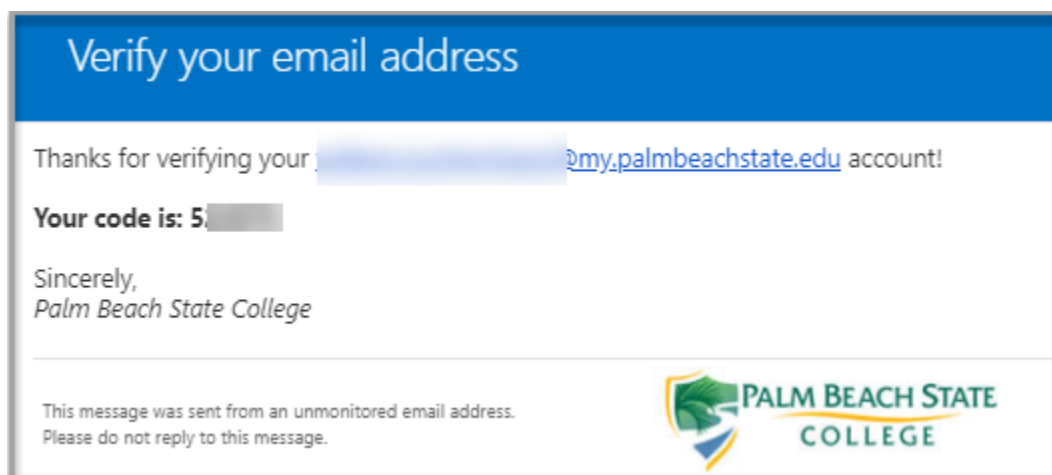 Verify your email address
Thanks for verifying your @my.palmbeachstate.edu account!
Your code is: 5
Sincerely,
Palm Beach State College
This message was sent from an unmonitored email address.
Please do not reply to this message.
PALM BEACH STATE
COLLEGE